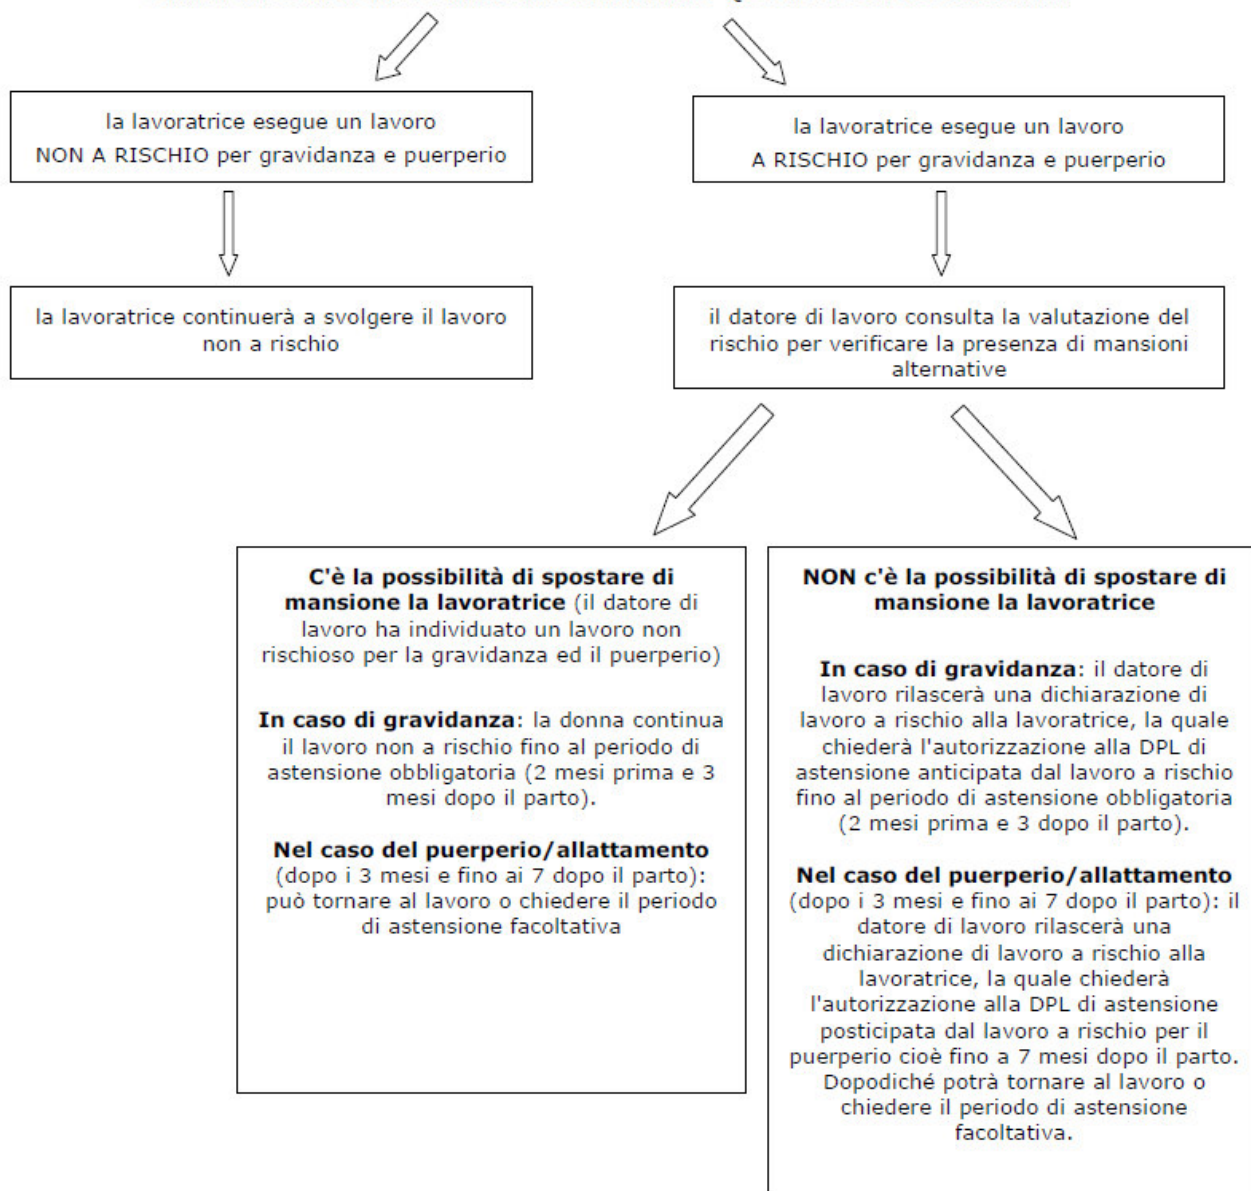 la lavoratrice esegue un lavoro
NON A RISCHIO per gravidanza e puerperio
la lavoratrice esegue un lavoro
A RISCHIO per gravidanza e puerperio
la lavoratrice continuerà a svolgere il lavoro
non a rischio
il datore di lavoro consulta la valutazione del
rischio per verificare la presenza di mansioni
alternative
C'è la possibilità di spostare di
mansione la lavoratrice (il datore di
lavoro ha individuato un lavoro non
rischioso per la gravidanza ed il puerperio)
In caso di gravidanza: la donna continua
il lavoro non a rischio fino al periodo di
astensione obbligatoria (2 mesi prima e 3
mesi dopo il parto).
Nel caso del puerperio/allattamento
(dopo i 3 mesi e fino ai 7 dopo il parto):
può tornare al lavoro o chiedere il periodo
di astensione facoltativa
NON c'è la possibilità di spostare di
mansione la lavoratrice
In caso di gravidanza: il datore di
lavoro rilascerà una dichiarazione di
lavoro a rischio alla lavoratrice, la quale
chiederà l'autorizzazione alla DPL di
astensione anticipata dal lavoro a rischio
fino al periodo di astensione obbligatoria
(2 mesi prima e 3 dopo il parto).
Nel caso del puerperio/allattamento
(dopo i 3 mesi e fino ai 7 dopo il parto): il
datore di lavoro rilascerà una
dichiarazione di lavoro a rischio alla
lavoratrice, la quale chiederà
l'autorizzazione alla DPL di astensione
posticipata dal lavoro a rischio per il
puerperio cioè fino a 7 mesi dopo il parto.
Dopodiché potrà tornare al lavoro o
chiedere il periodo di astensione
facoltativa.